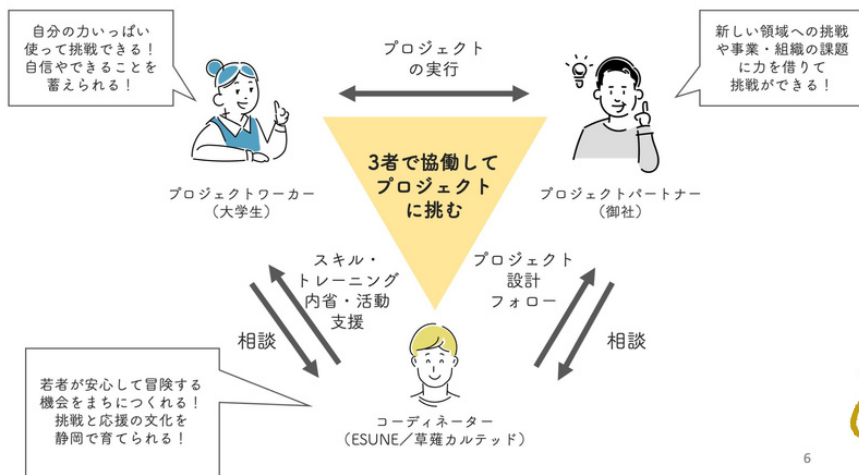 自分の力いっぱい
使って挑戦できる！
自信やできることを
蓄えられる！
プロジェクト
の実行
新しい領域への挑戦
や事業・組織の課題
に力を借りて
挑戦ができる！
3者で協働して
プロジェクト
に挑む
プロジェクトワーカー
（大学生）
プロジェクトパートナー
（御社）
スキル・
トレーニング
内省・活動
支援
プロジェクト
設計
フォロー
相談
相談
若者が安心して冒険する
機会をまちにつくれる！
挑戦と応援の文化を
静岡で育てられる！
コーディネーター
（ESUNE／草薙カルテッド）
6